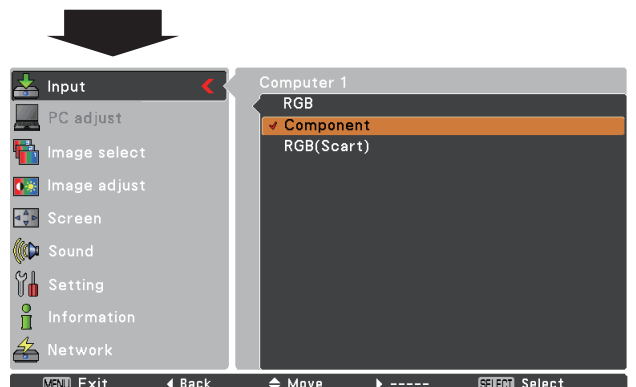 Input
PC adjust
Image select
Image adjust
Screen
Sound
Setting
Information
Network
Computer 1
RGB
Component
RGB(Scart)
MENU Exit Back Move ----- SELECT Select